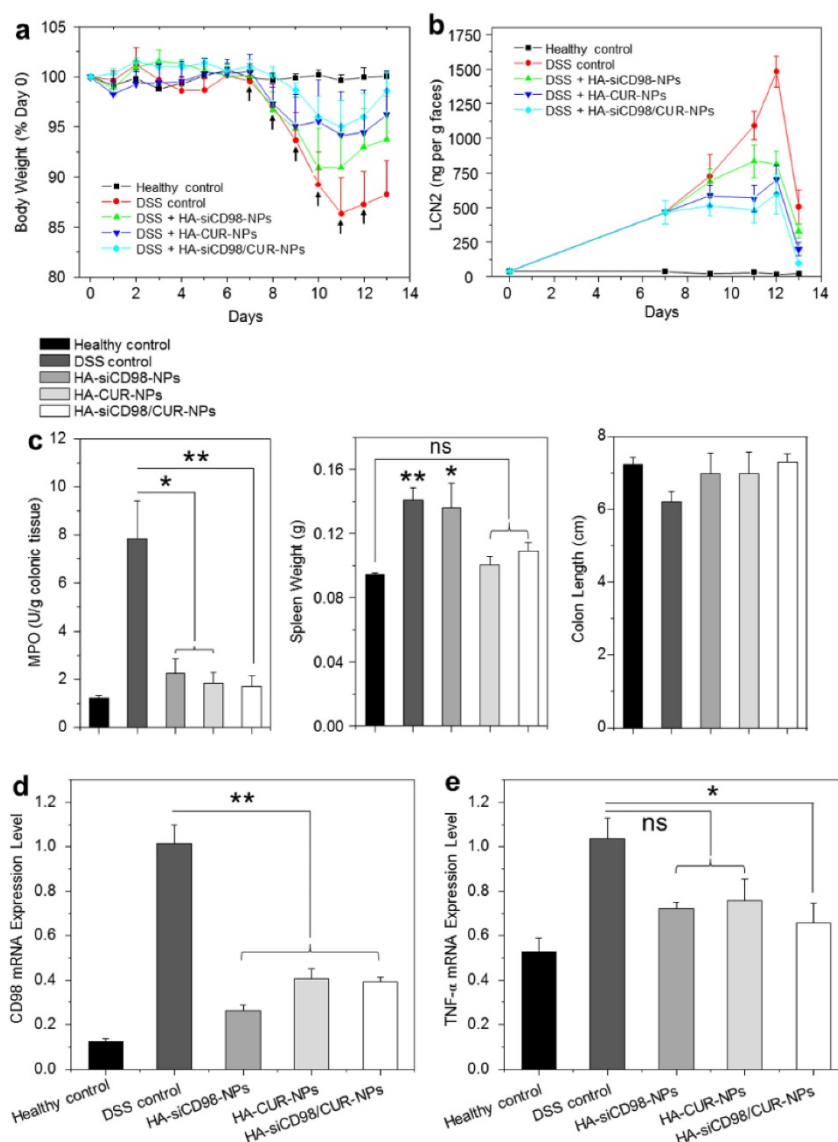 a
105
100
95
90
85
80
Body Weight (% Day 0)
Healthy control
DSS control
DSS + HA-siCD98-NPs
DSS + HA-CUR-NPs
DSS + HA-siCD98/CUR-NPs
0 2 4 6 8 10 12 14
Days
b
1750
1500
1250
1000
750
500
250
0
LCN2 (ng per g faces)
Healthy control
DSS control
DSS + HA-siCD98-NPs
DSS + HA-CUR-NPs
DSS + HA-siCD98/CUR-NPs
0 2 4 6 8 10 12 14
Days
Healthy control
DSS control
HA-siCD98-NPs
HA-CUR-NPs
HA-siCD98/CUR-NPs
c
12
10
8
6
4
2
0
MPO (U/g colonic tissue)
**
*
0.16
0.12
0.08
0.04
0.00
Spleen Weight (g)
ns
** *
8
6
4
2
0
Colon Length (cm)
d
1.2
1.0
0.8
0.6
0.4
0.2
0.0
CD98 mRNA Expression Level
**
Healthy control
DSS control
HA-siCD98-NPs
HA-CUR-NPs
HA-siCD98/CUR-NPs
e
1.2
1.0
0.8
0.6
0.4
0.2
0.0
TNF-α mRNA Expression Level
*
ns
Healthy control
DSS control
HA-siCD98-NPs
HA-CUR-NPs
HA-siCD98/CUR-NPs